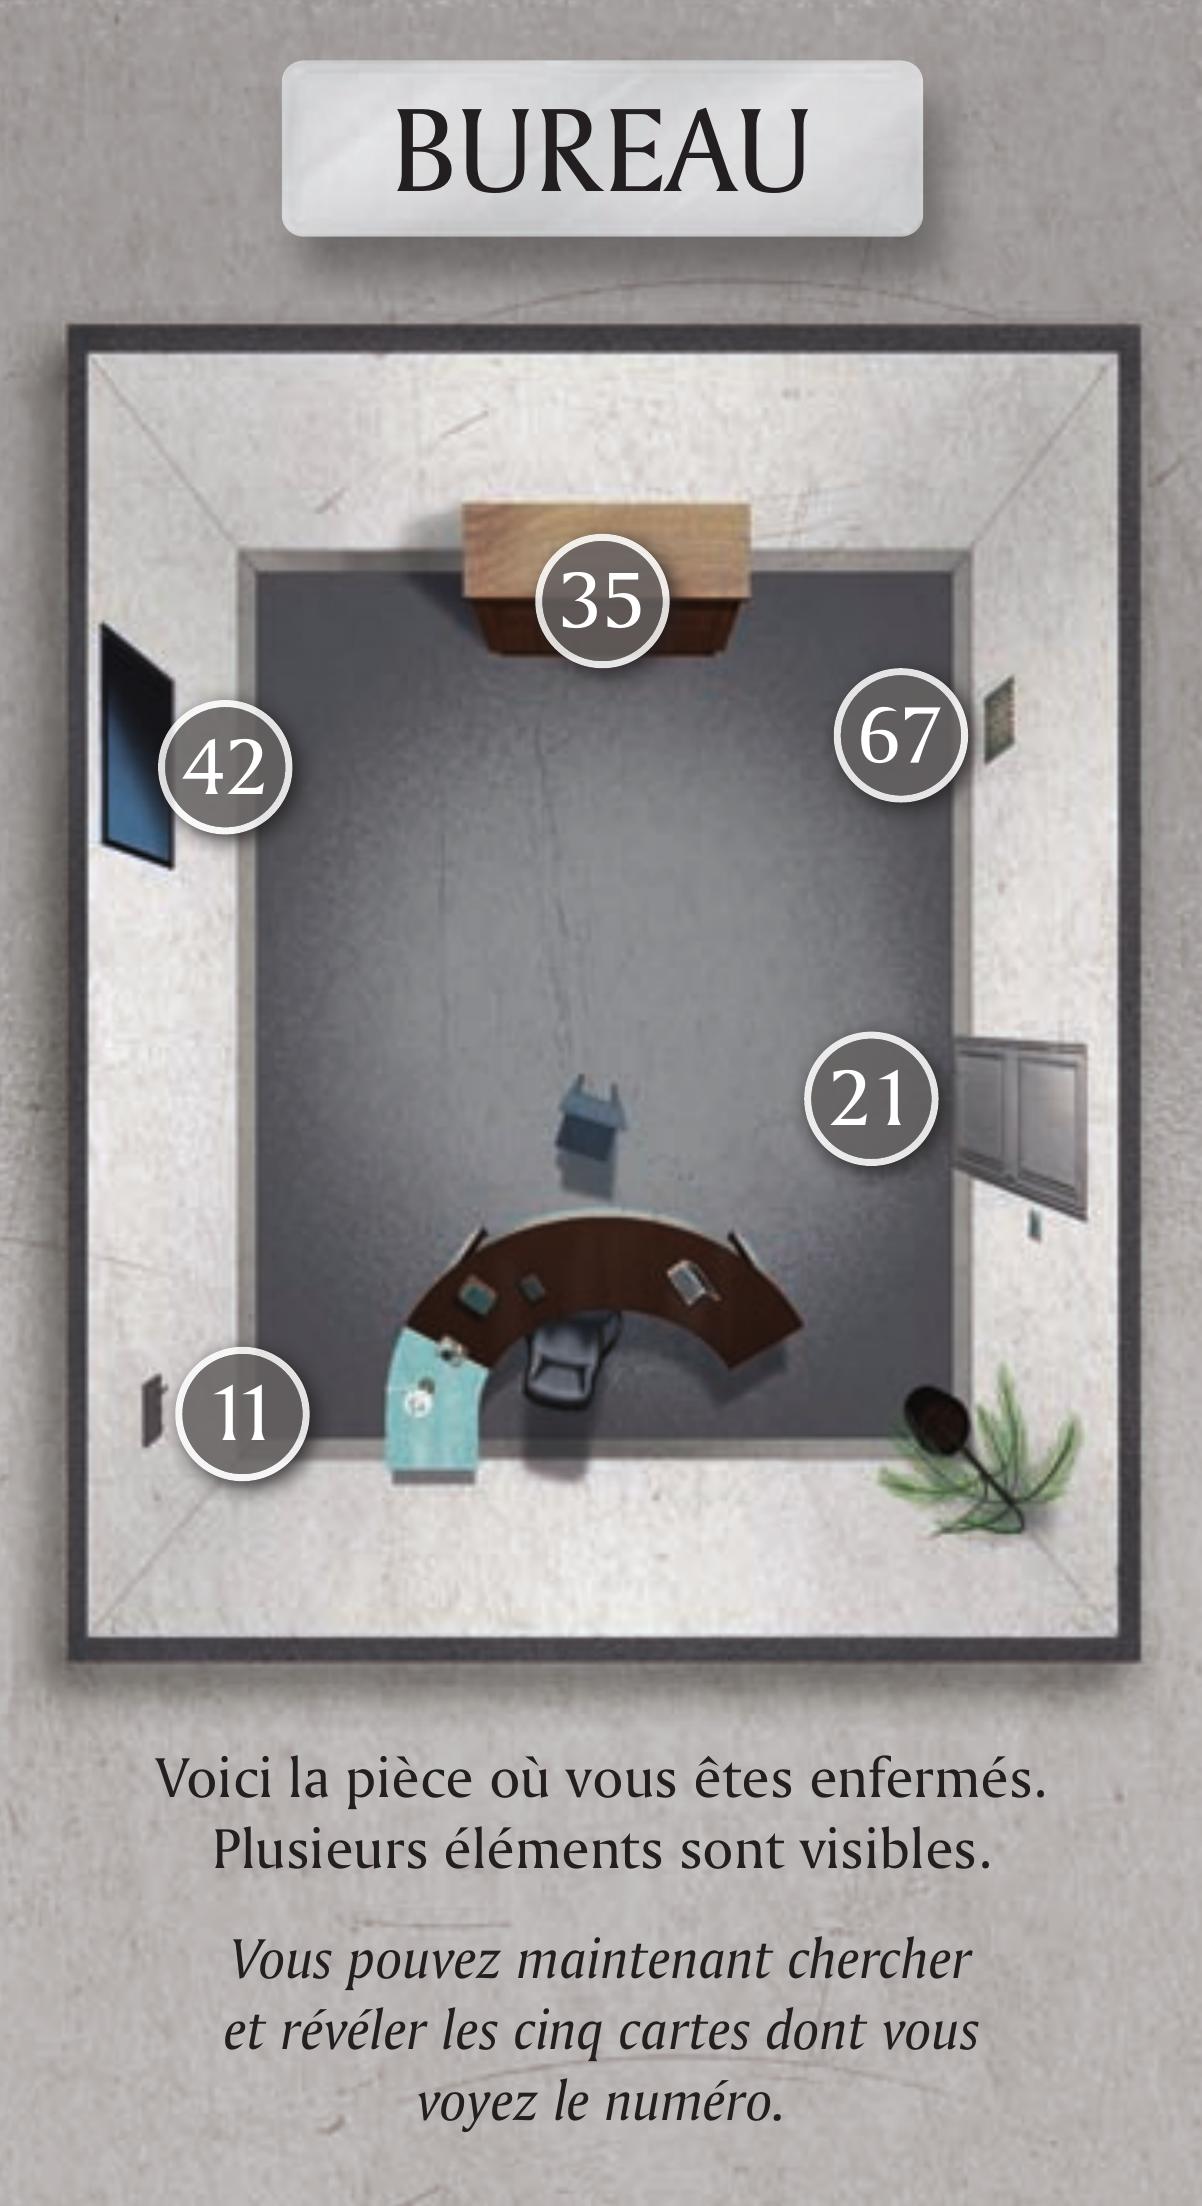 BUREAU
35
67
42
21
11
Voici la pièce où vous êtes enfermés.
Plusieurs éléments sont visibles.
Vous pouvez maintenant chercher
et révéler les cinq cartes dont vous
voyez le numéro.